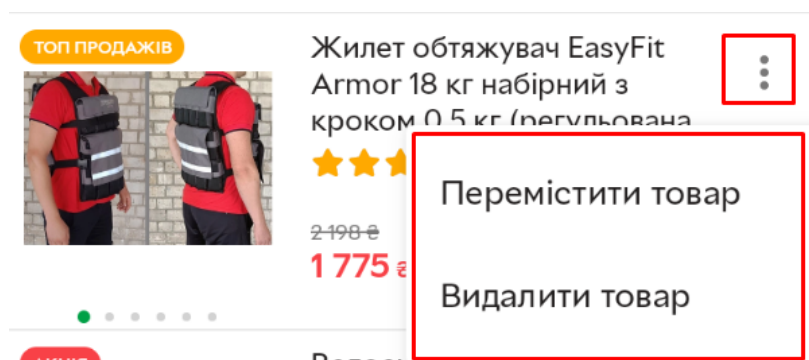 ТОП ПРОДАЖІВ
Жилет обтяжувач EasyFit
Armor 18 кг набірний з
кроком 0,5 кг (регульована
2 198 ₴
1 775 ₴
Перемістити товар
Видалити товар